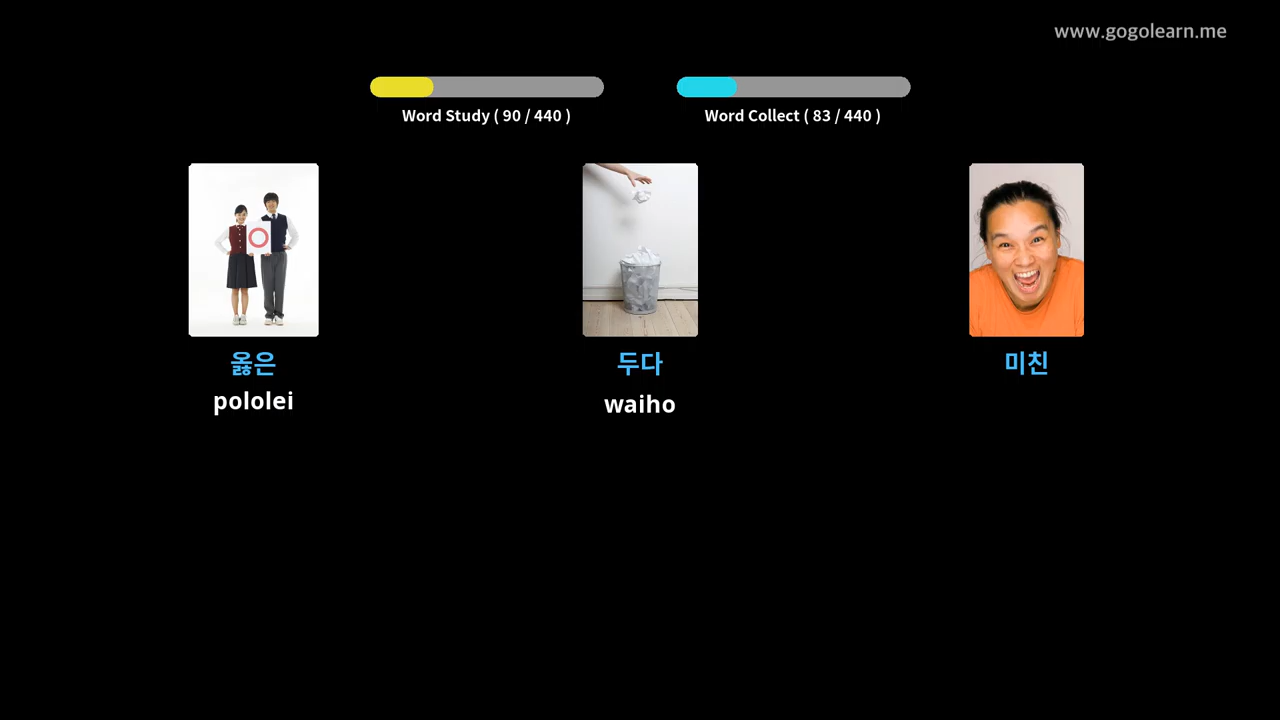 www.gogolearn.me
Word Study ( 90 / 440 )
Word Collect ( 83 / 440 )
옳은
두다
미친
pololei
waiho